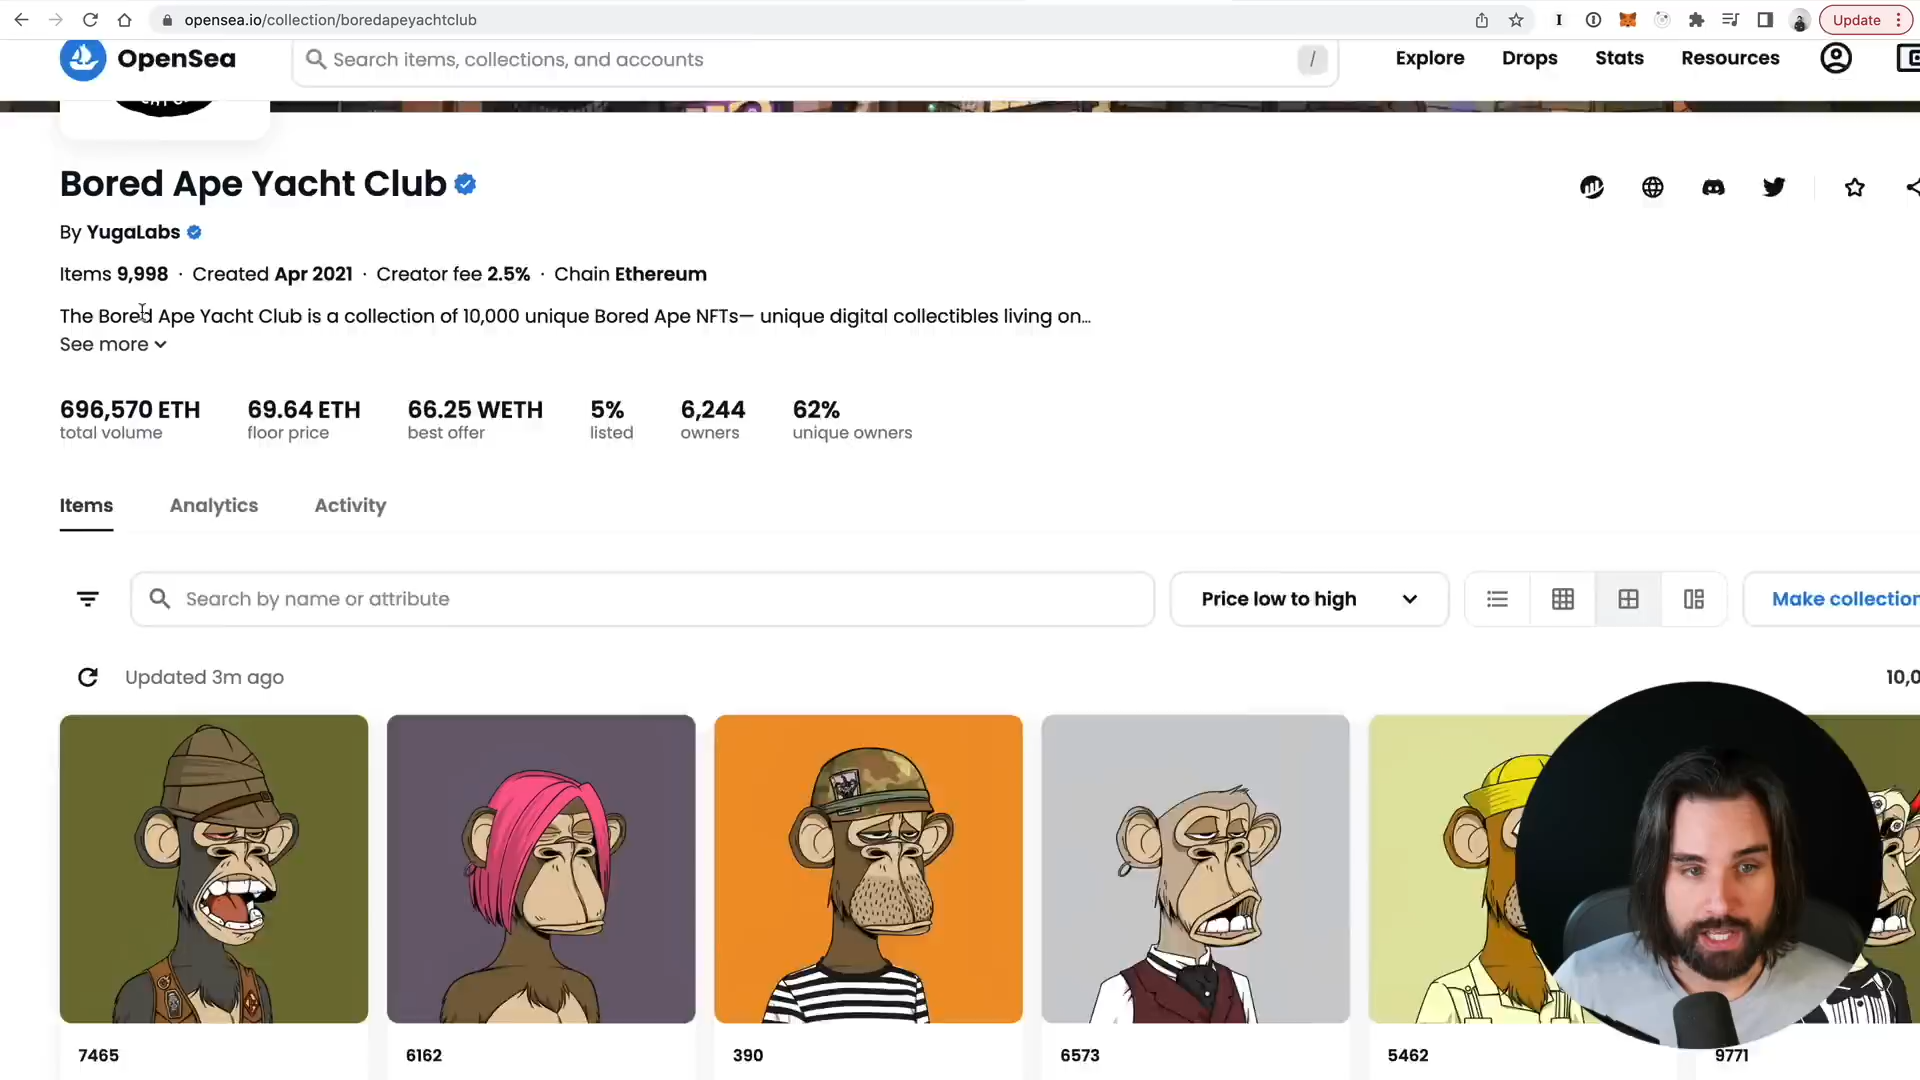 opensea.io/collection/boredapeyachtclub
Update
OpenSea
Search items, collections, and accounts
/
Explore
Drops
Stats
Resources
Bored Ape Yacht Club
By YugaLabs
Items 9,998 · Created Apr 2021 · Creator fee 2.5% · Chain Ethereum
The Bored Ape Yacht Club is a collection of 10,000 unique Bored Ape NFTs— unique digital collectibles living on…
See more
696,570 ETH
total volume
69.64 ETH
floor price
66.25 WETH
best offer
5%
listed
6,244
owners
62%
unique owners
Items
Analytics
Activity
Search by name or attribute
Price low to high
Make collection
Updated 3m ago
10,0
7465
6162
390
6573
5462
9771